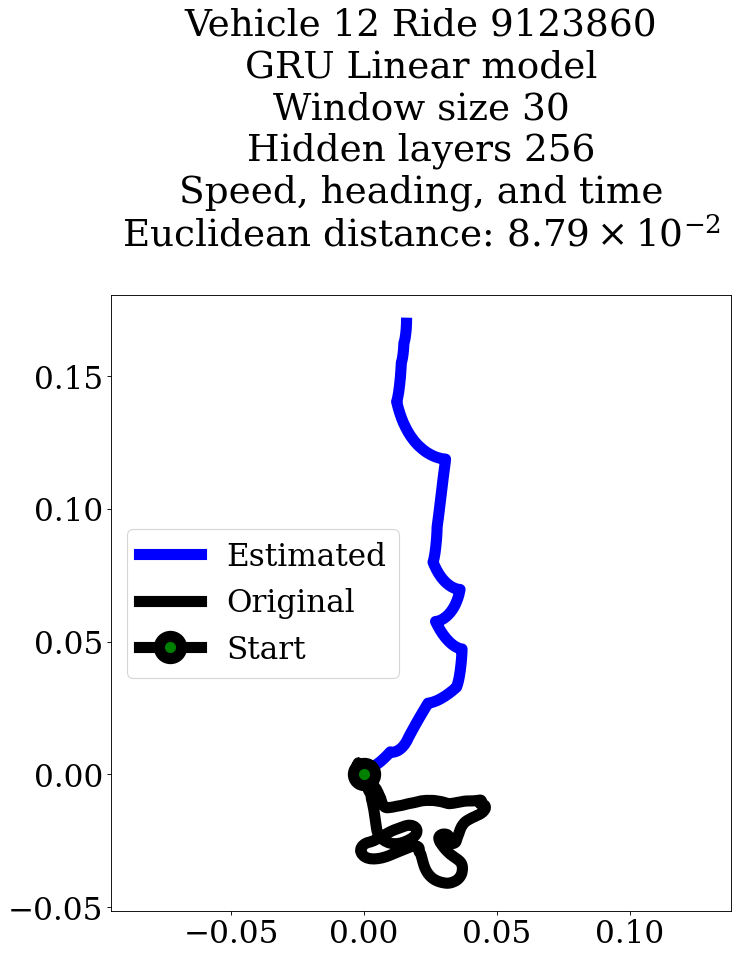 Vehicle 12 Ride 9123860
GRU Linear model
Window size 30
Hidden layers 256
Speed, heading, and time
Euclidean distance: 8.79 × 10⁻²
0.15
0.10
0.05
0.00
−0.05
Estimated
Original
Start
−0.05
0.00
0.05
0.10